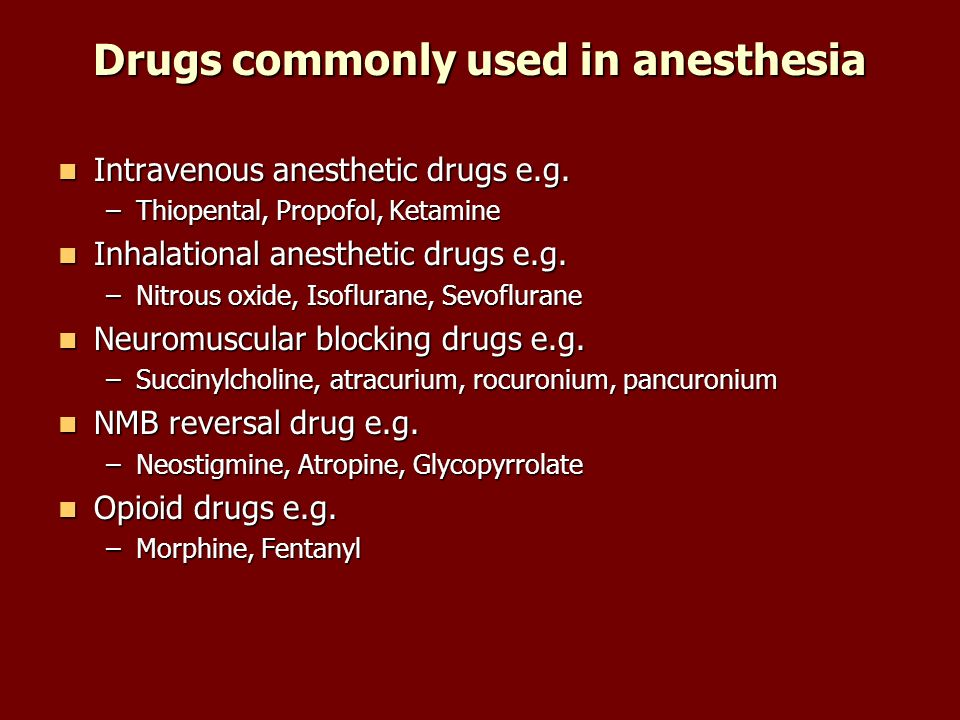 Drugs commonly used in anesthesia
Intravenous anesthetic drugs e.g.
– Thiopental, Propofol, Ketamine
Inhalational anesthetic drugs e.g.
– Nitrous oxide, Isoflurane, Sevoflurane
Neuromuscular blocking drugs e.g.
– Succinylcholine, atracurium, rocuronium, pancuronium
NMB reversal drug e.g.
– Neostigmine, Atropine, Glycopyrrolate
Opioid drugs e.g.
– Morphine, Fentanyl